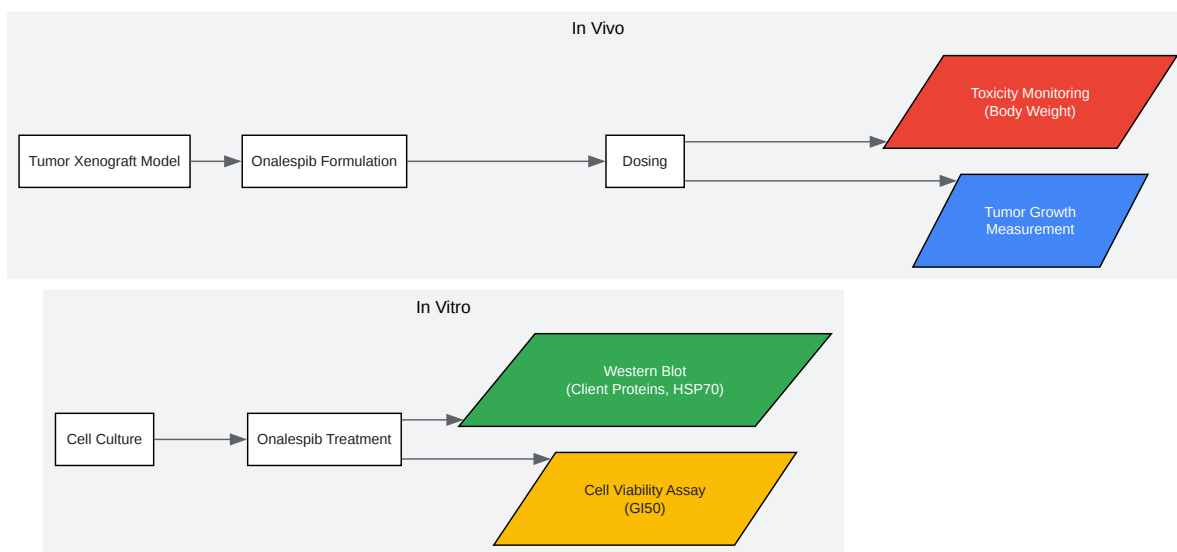 In Vivo
Tumor Xenograft Model
Onalespib Formulation
Dosing
Toxicity Monitoring
(Body Weight)
Tumor Growth
Measurement
In Vitro
Cell Culture
Onalespib Treatment
Western Blot
(Client Proteins, HSP70)
Cell Viability Assay
(GI50)